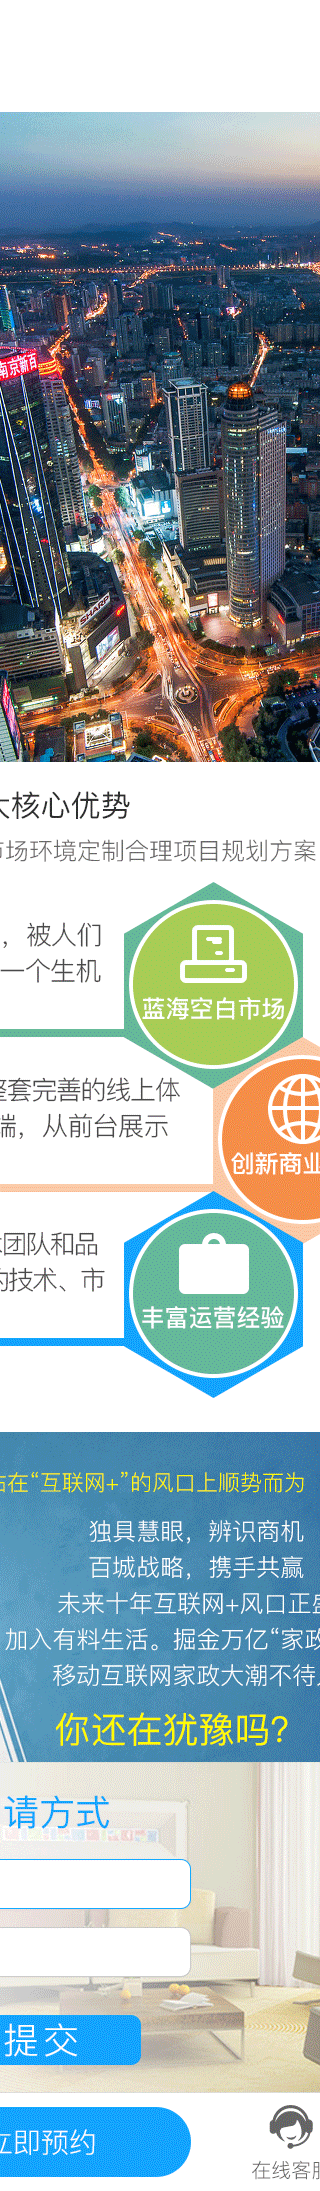 南京新百
SHARP
大核心优势
市场环境定制合理项目规划方案
，被人们
一个生机
蓝海空白市场
整套完善的线上体
端，从前台展示
创新商业
术团队和品
的技术、市
丰富运营经验
站在“互联网+”的风口上顺势而为
独具慧眼，辨识商机
百城战略，携手共赢
未来十年互联网+风口正盛
加入有料生活。掘金万亿“家政
移动互联网家政大潮不待人
你还在犹豫吗？
请方式
提交
立即预约
在线客服